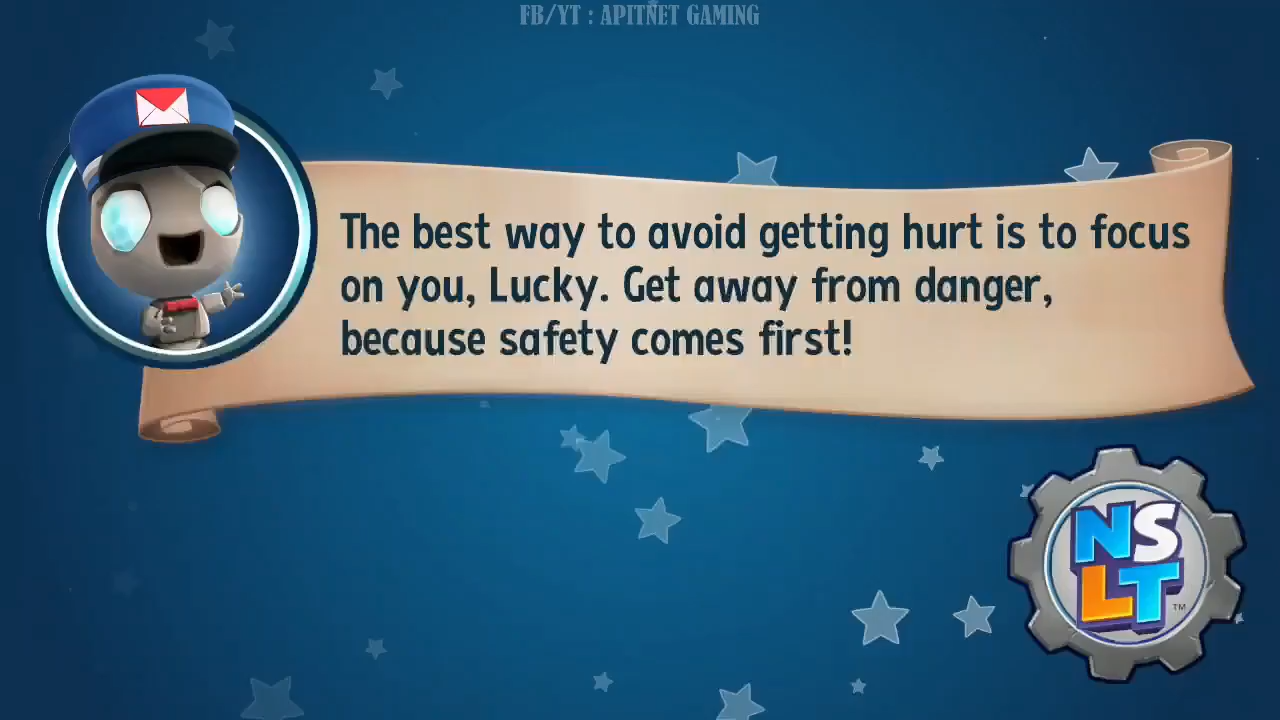 FB/YT : APITNET GAMING
The best way to avoid getting hurt is to focus
on you, Lucky. Get away from danger,
because safety comes first!
NS
LT
TM